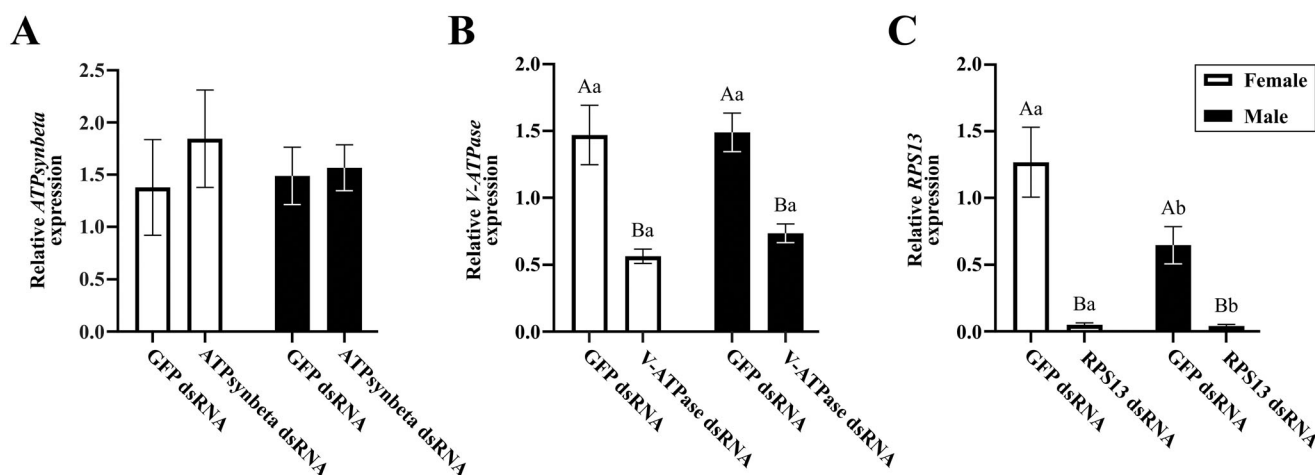 A
Relative ATPsynbeta
expression
2.5
2.0
1.5
1.0
0.5
0.0
GFP dsRNA
ATPsynbeta dsRNA
GFP dsRNA
ATPsynbeta dsRNA
B
Relative V-ATPase
expression
2.0
1.5
1.0
0.5
0.0
Aa
Ba
Aa
Ba
GFP dsRNA
V-ATPase dsRNA
GFP dsRNA
V-ATPase dsRNA
C
Relative RPS13
expression
2.0
1.5
1.0
0.5
0.0
Aa
Ba
Ab
Bb
GFP dsRNA
RPS13 dsRNA
GFP dsRNA
RPS13 dsRNA
Female
Male